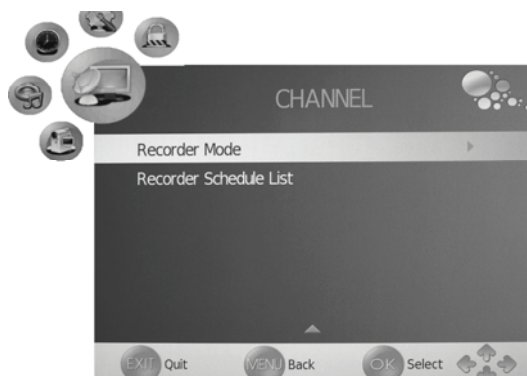 CHANNEL
Recorder Mode
Recorder Schedule List
EXIT Quit MENU Back OK Select